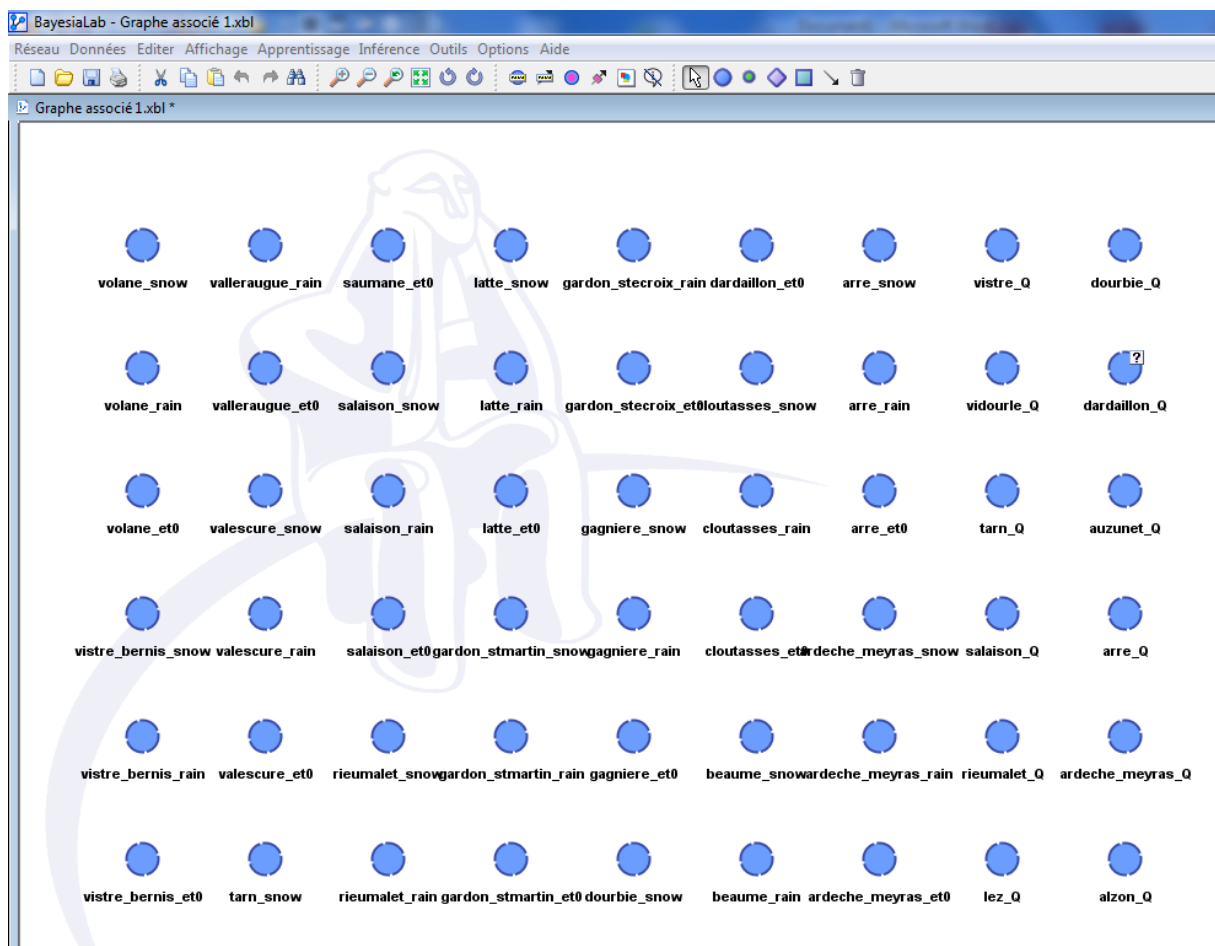 BayesiaLab - Graphe associé 1.xbl
Réseau Données Editer Affichage Apprentissage Inférence Outils Options Aide
Graphe associé 1.xbl *
volane_snow valleraugue_rain saumane_et0 latte_snow gardon_stecroix_rain dardaillon_et0 arre_snow vistre_Q dourbie_Q
?
volane_rain valleraugue_et0 salaison_snow latte_rain gardon_stecroix_et0 loutasses_snow arre_rain vidourle_Q dardaillon_Q
volane_et0 valescure_snow salaison_rain latte_et0 gagniere_snow cloutasses_rain arre_et0 tarn_Q auzunet_Q
vistre_bernis_snow valescure_rain salaison_et0 gardon_stmartin_snow gagniere_rain cloutasses_et0 ardeche_meyras_snow salaison_Q arre_Q
vistre_bernis_rain valescure_et0 rieumalet_snow gardon_stmartin_rain gagniere_et0 beaume_snow ardeche_meyras_rain rieumalet_Q ardeche_meyras_Q
vistre_bernis_et0 tarn_snow rieumalet_rain gardon_stmartin_et0 dourbie_snow beaume_rain ardeche_meyras_et0 lez_Q alzon_Q